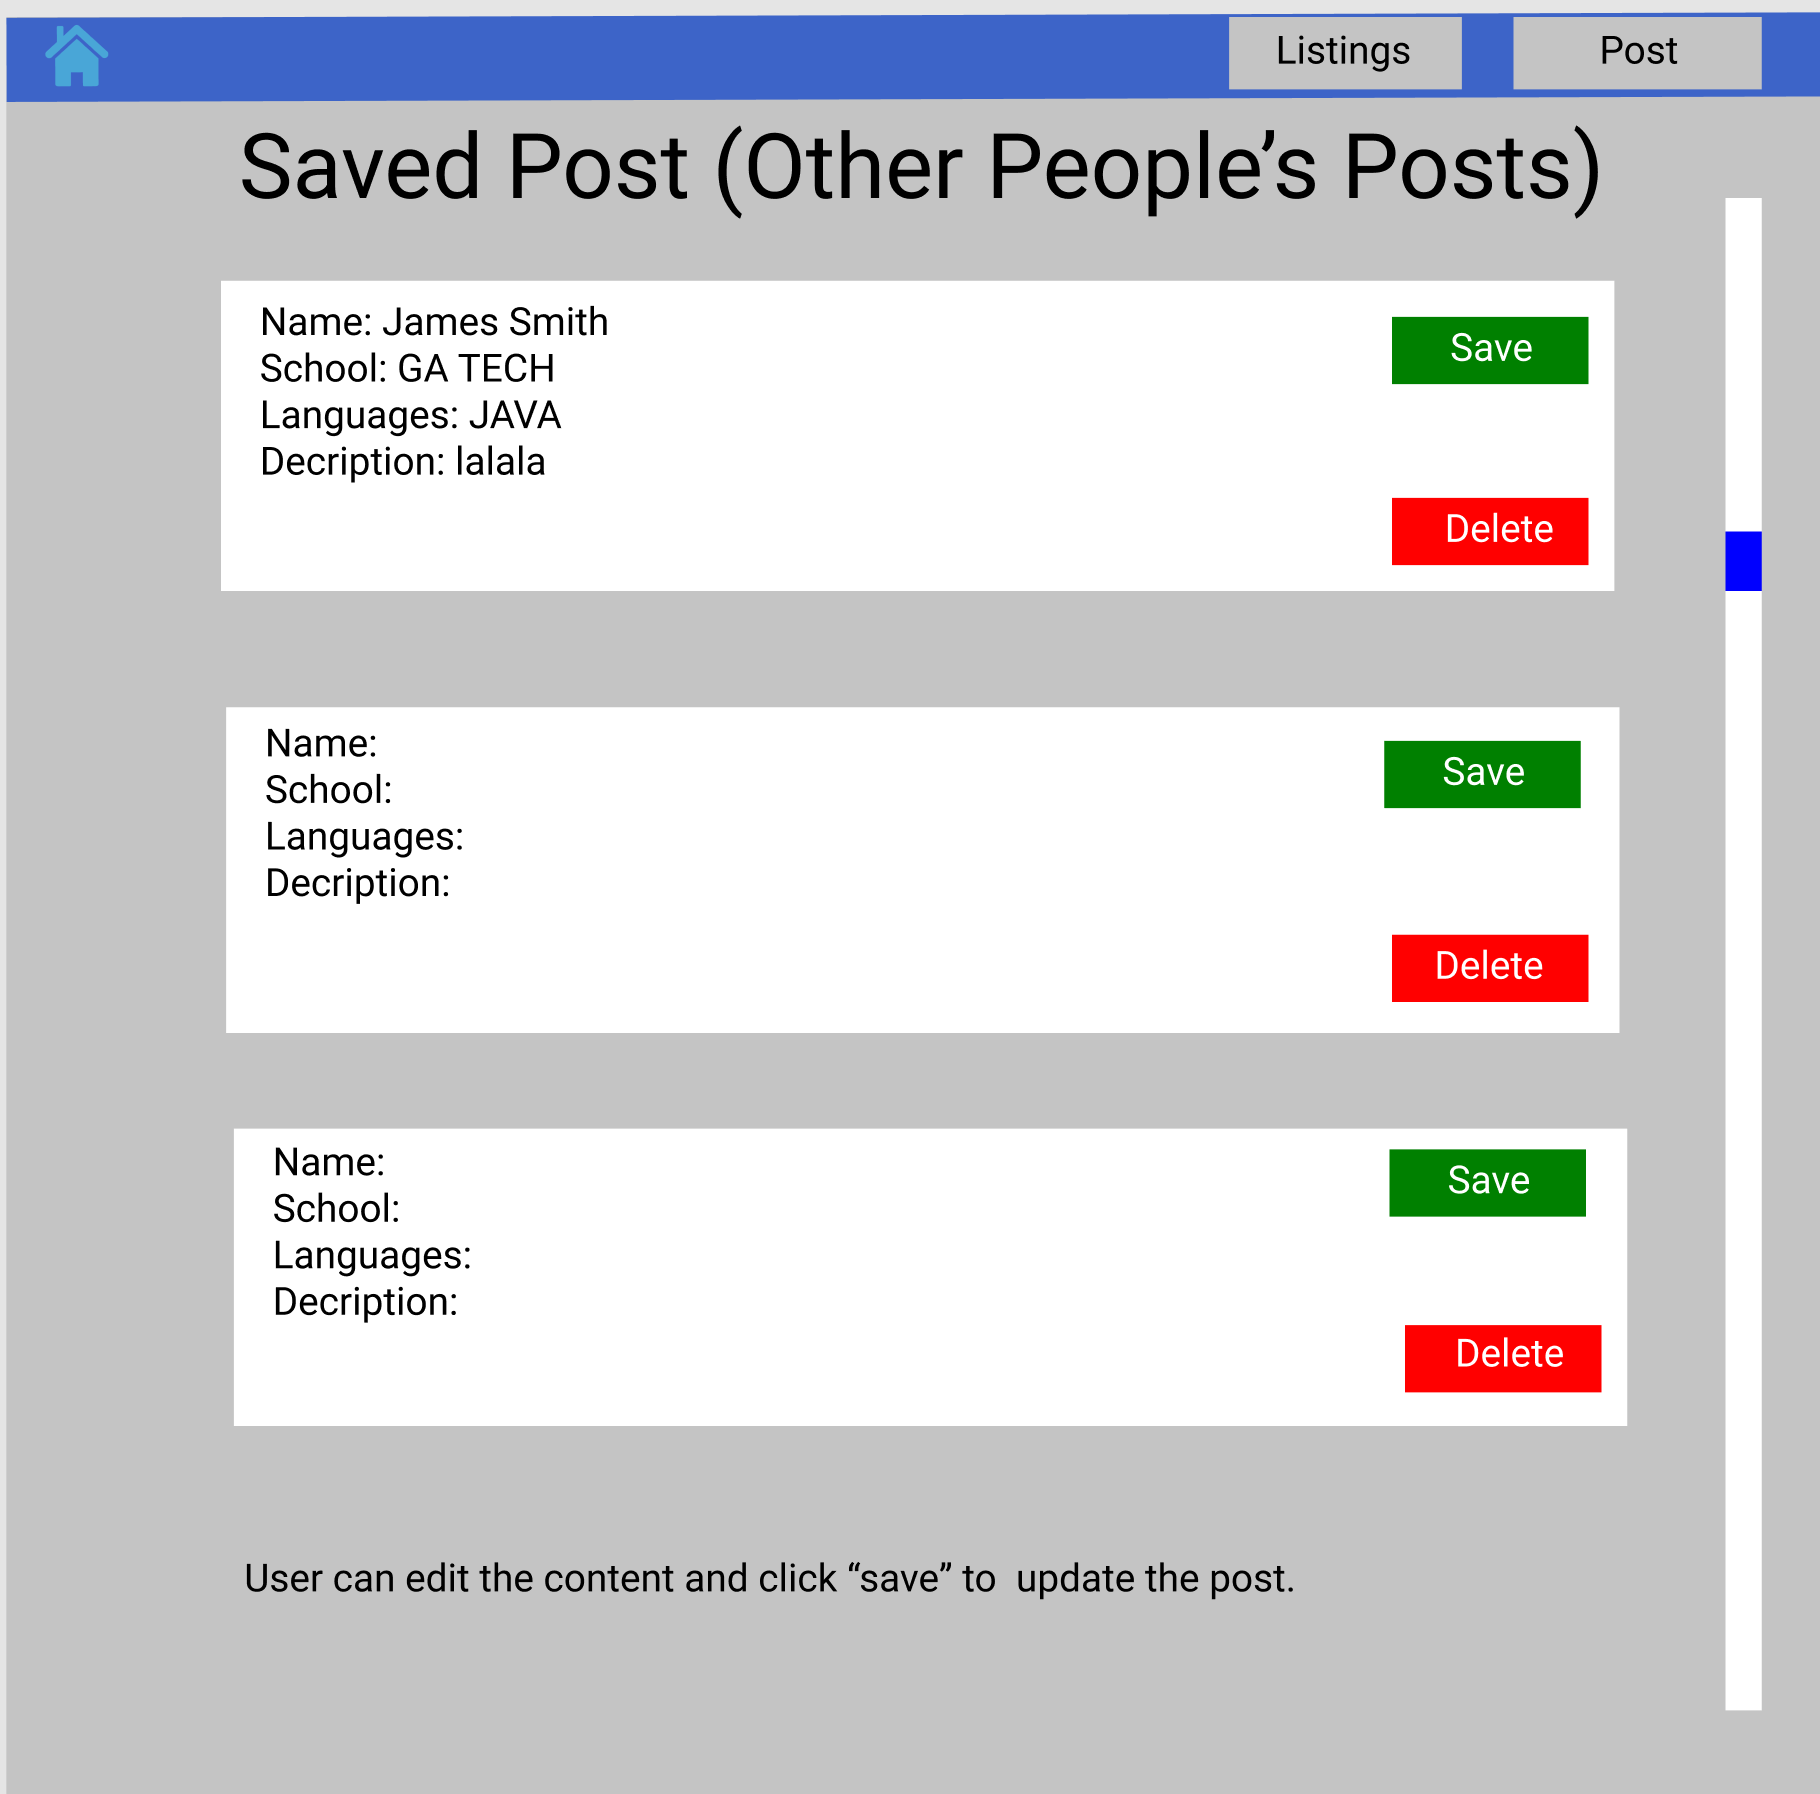 Listings
Post
Saved Post (Other People’s Posts)
Name: James Smith
School: GA TECH
Languages: JAVA
Decription: lalala
Save
Delete
Name:
School:
Languages:
Decription:
Save
Delete
Name:
School:
Languages:
Decription:
Save
Delete
User can edit the content and click “save” to  update the post.